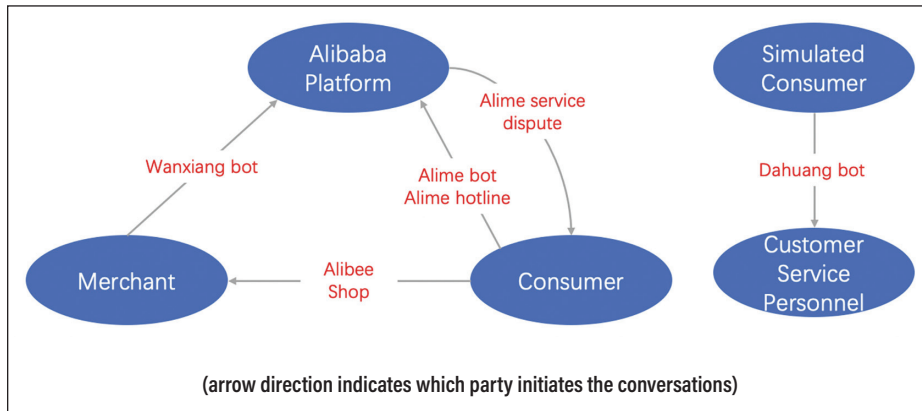 Alibaba
Platform
Simulated
Consumer
Alime service
dispute
Wanxiang bot
Alime bot
Alime hotline
Dahuang bot
Merchant
Alibee
Shop
Consumer
Customer
Service
Personnel
(arrow direction indicates which party initiates the conversations)